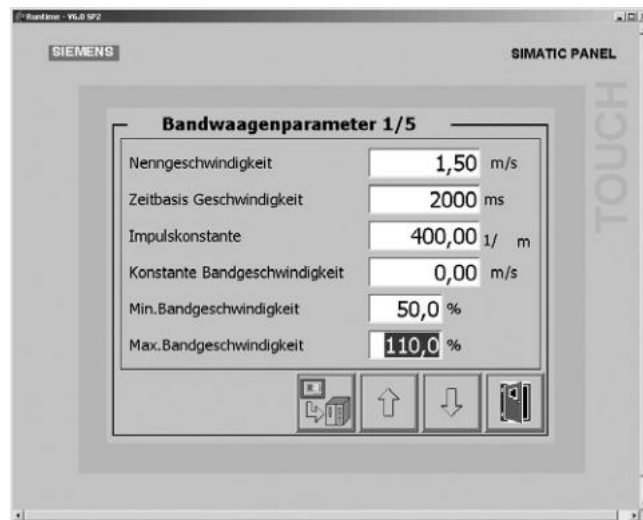 Runtime - V6.0 SP2
SIEMENS
SIMATIC PANEL
TOUCH
Bandwaagenparameter 1/5
Nenngeschwindigkeit 1,50 m/s
Zeitbasis Geschwindigkeit 2000 ms
Impulskonstante 400,00 1/ m
Konstante Bandgeschwindigkeit 0,00 m/s
Min.Bandgeschwindigkeit 50,0 %
Max.Bandgeschwindigkeit 110,0 %